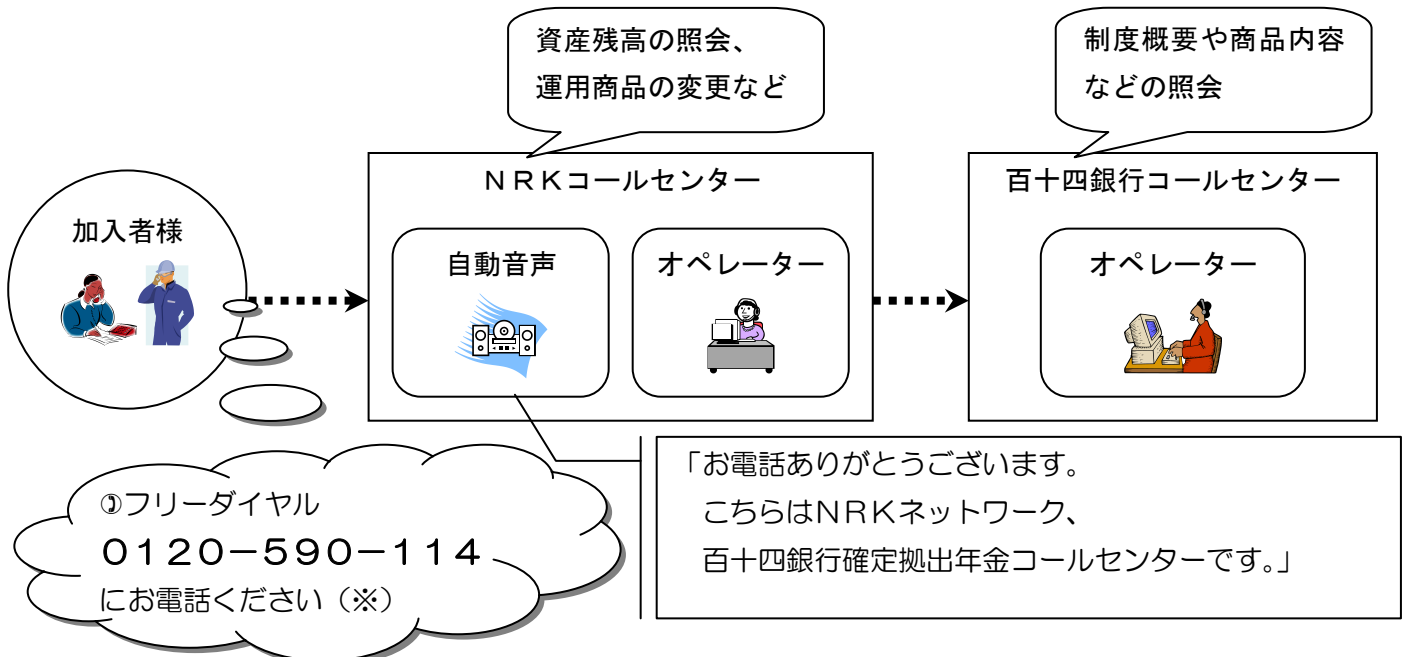 資産残高の照会、
運用商品の変更など
制度概要や商品内容
などの照会
NRKコールセンター
百十四銀行コールセンター
加入者様
自動音声
オペレーター
オペレーター
フリーダイヤル
0120-590-114
にお電話ください(※)
「お電話ありがとうございます。
こちらはNRKネットワーク、
百十四銀行確定拠出年金コールセンターです。」